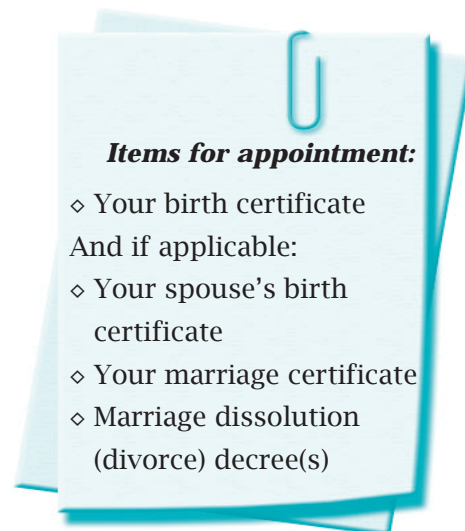 Items for appointment:
◇ Your birth certificate
And if applicable:
◇ Your spouse’s birth
certificate
◇ Your marriage certificate
◇ Marriage dissolution
(divorce) decree(s)